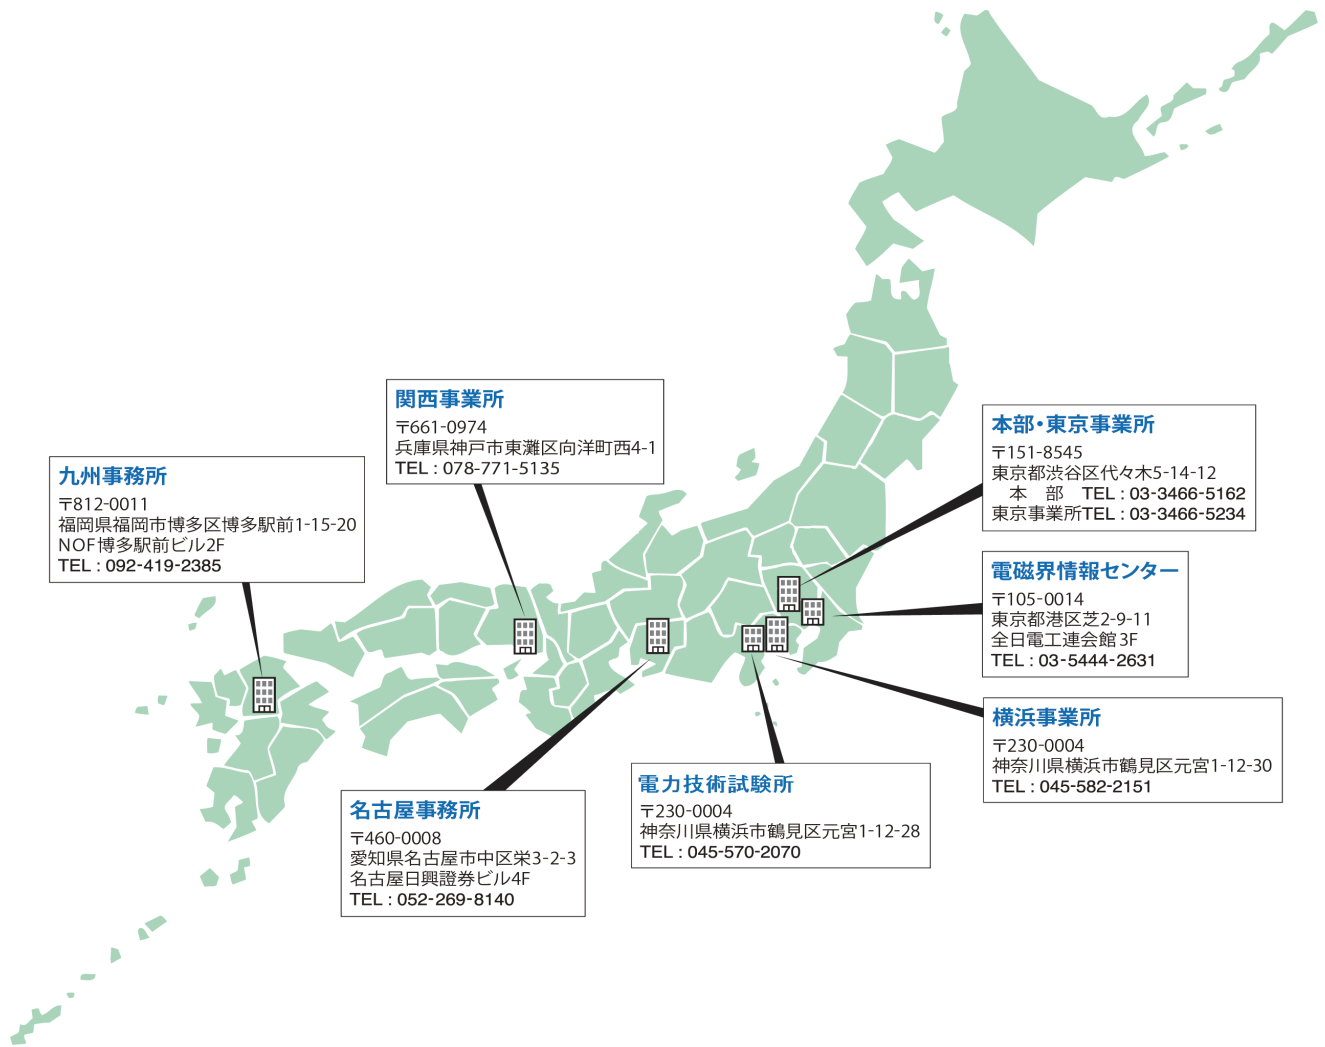 関西事業所
〒661-0974
兵庫県神戸市東灘区向洋町西4-1
TEL : 078-771-5135
本部・東京事業所
〒151-8545
東京都渋谷区代々木5-14-12
本　部　TEL : 03-3466-5162
東京事業所TEL : 03-3466-5234
九州事務所
〒812-0011
福岡県福岡市博多区博多駅前1-15-20
NOF博多駅前ビル2F
TEL : 092-419-2385
電磁界情報センター
〒105-0014
東京都港区芝2-9-11
全日電工連会館3F
TEL : 03-5444-2631
横浜事業所
〒230-0004
神奈川県横浜市鶴見区元宮1-12-30
TEL : 045-582-2151
電力技術試験所
〒230-0004
神奈川県横浜市鶴見区元宮1-12-28
TEL : 045-570-2070
名古屋事務所
〒460-0008
愛知県名古屋市中区栄3-2-3
名古屋日興證券ビル4F
TEL : 052-269-8140